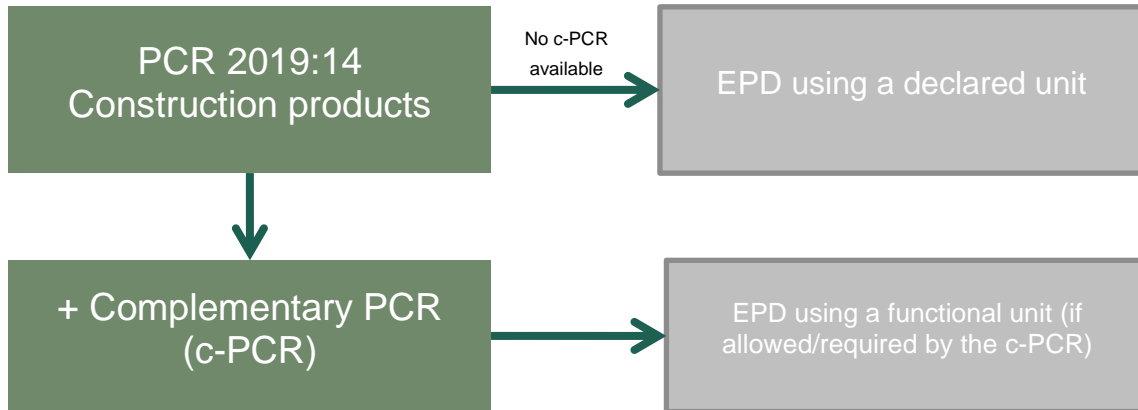 PCR 2019:14
Construction products
No c-PCR
available
EPD using a declared unit
+ Complementary PCR
(c-PCR)
EPD using a functional unit (if
allowed/required by the c-PCR)